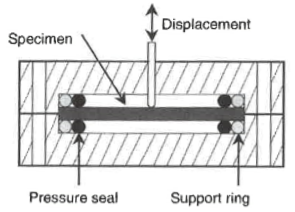 Displacement
Specimen
Pressure seal
Support ring